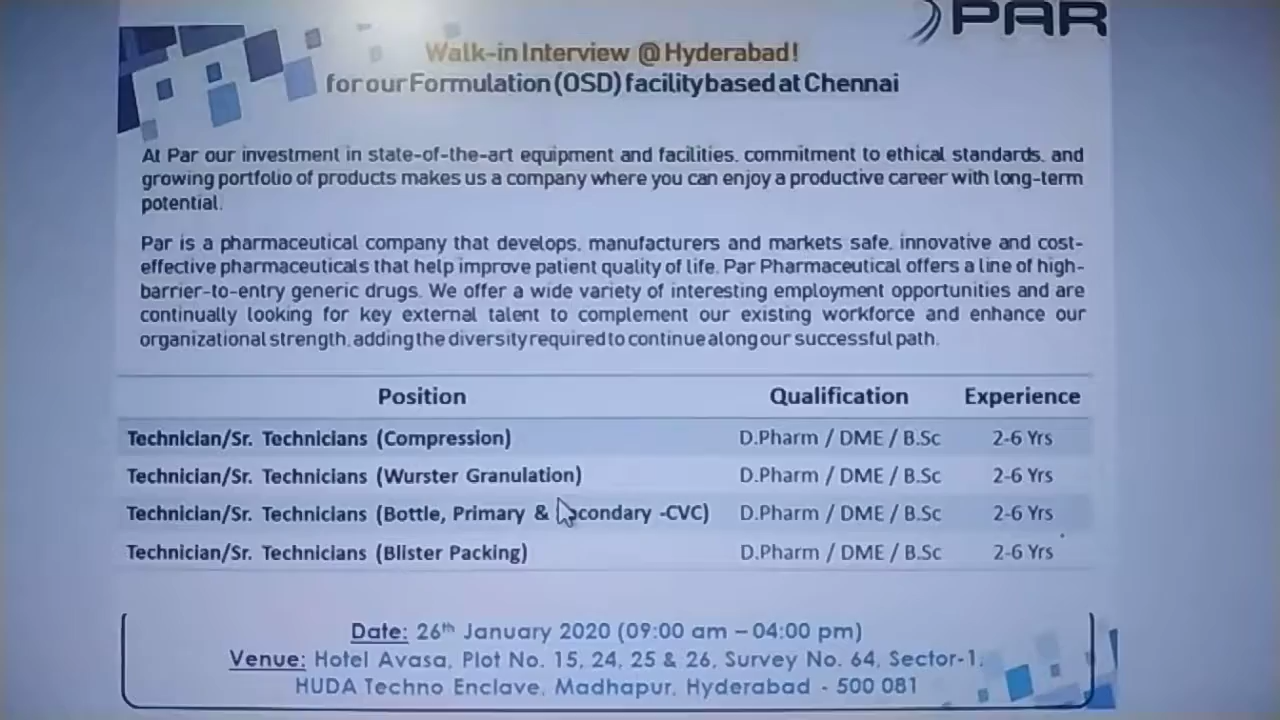 PAR
Walk-in Interview @ Hyderabad!
for our Formulation (OSD) facility based at Chennai
At Par our investment in state-of-the-art equipment and facilities, commitment to ethical standards, and
growing portfolio of products makes us a company where you can enjoy a productive career with long-term
potential.
Par is a pharmaceutical company that develops, manufacturers and markets safe, innovative and cost-
effective pharmaceuticals that help improve patient quality of life. Par Pharmaceutical offers a line of high-
barrier-to-entry generic drugs. We offer a wide variety of interesting employment opportunities and are
continually looking for key external talent to complement our existing workforce and enhance our
organizational strength, adding the diversity required to continue along our successful path.
Position Qualification Experience
Technician/Sr. Technicians (Compression) D.Pharm / DME / B.Sc 2-6 Yrs
Technician/Sr. Technicians (Wurster Granulation) D.Pharm / DME / B.Sc 2-6 Yrs
Technician/Sr. Technicians (Bottle, Primary & Secondary -CVC) D.Pharm / DME / B.Sc 2-6 Yrs
Technician/Sr. Technicians (Blister Packing) D.Pharm / DME / B.Sc 2-6 Yrs
Date: 26th January 2020 (09:00 am – 04:00 pm)
Venue: Hotel Avasa, Plot No. 15, 24, 25 & 26, Survey No. 64, Sector-1,
HUDA Techno Enclave, Madhapur, Hyderabad - 500 081